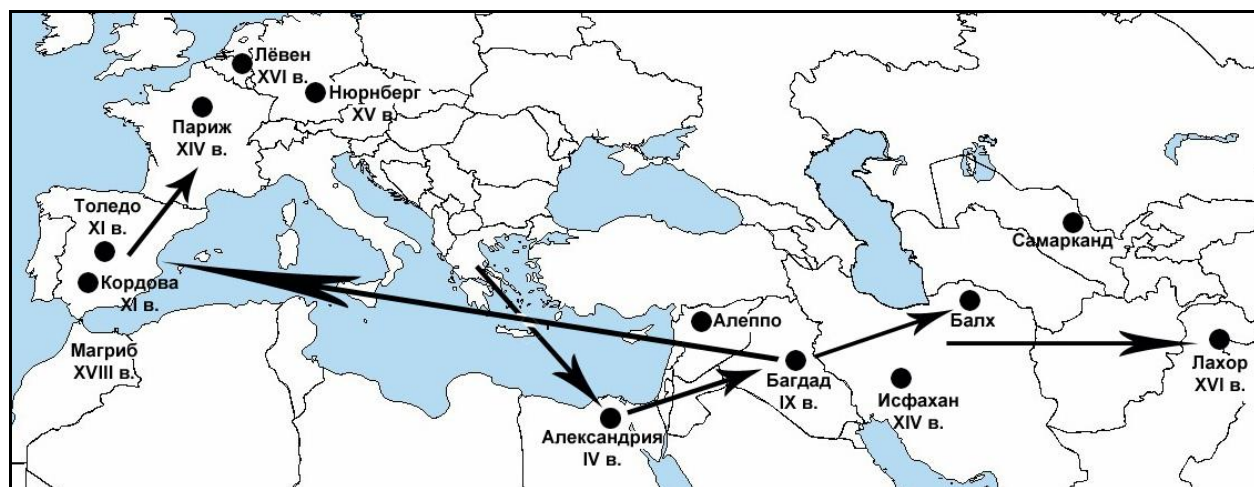 Лёвен
XVI в.
Нюрнберг
XV в
Париж
XIV в.
Толедо
XI в.
Кордова
XI в.
Магриб
XVIII в.
Самарканд
Алеппо
Балх
Багдад
IX в.
Лахор
XVI в.
Исфахан
XIV в.
Александрия
IV в.